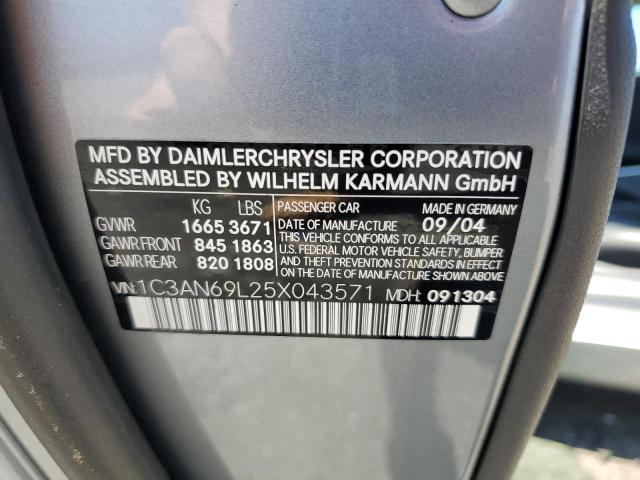 MFD BY DAIMLERCHRYSLER CORPORATION
ASSEMBLED BY WILHELM KARMANN GmbH
KG LBS
GVWR 1665 3671
GAWR FRONT 845 1863
GAWR REAR 820 1808
PASSENGER CAR MADE IN GERMANY
DATE OF MANUFACTURE 09/04
THIS VEHICLE CONFORMS TO ALL APPLICABLE
U.S. FEDERAL MOTOR VEHICLE SAFETY, BUMPER
AND THEFT PREVENTION STANDARDS IN
EFFECT ON THE DATE OF MANUFACTURE SHOWN ABOVE.
VIN: 1C3AN69L25X043571 MDH: 091304